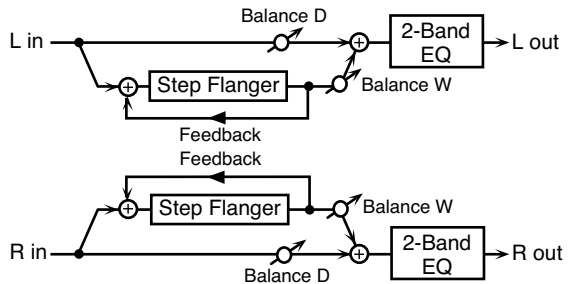 Balance D
L in
2-Band
EQ
L out
Step Flanger
Balance W
Feedback
Feedback
Step Flanger
Balance W
R in
Balance D
2-Band
EQ
R out